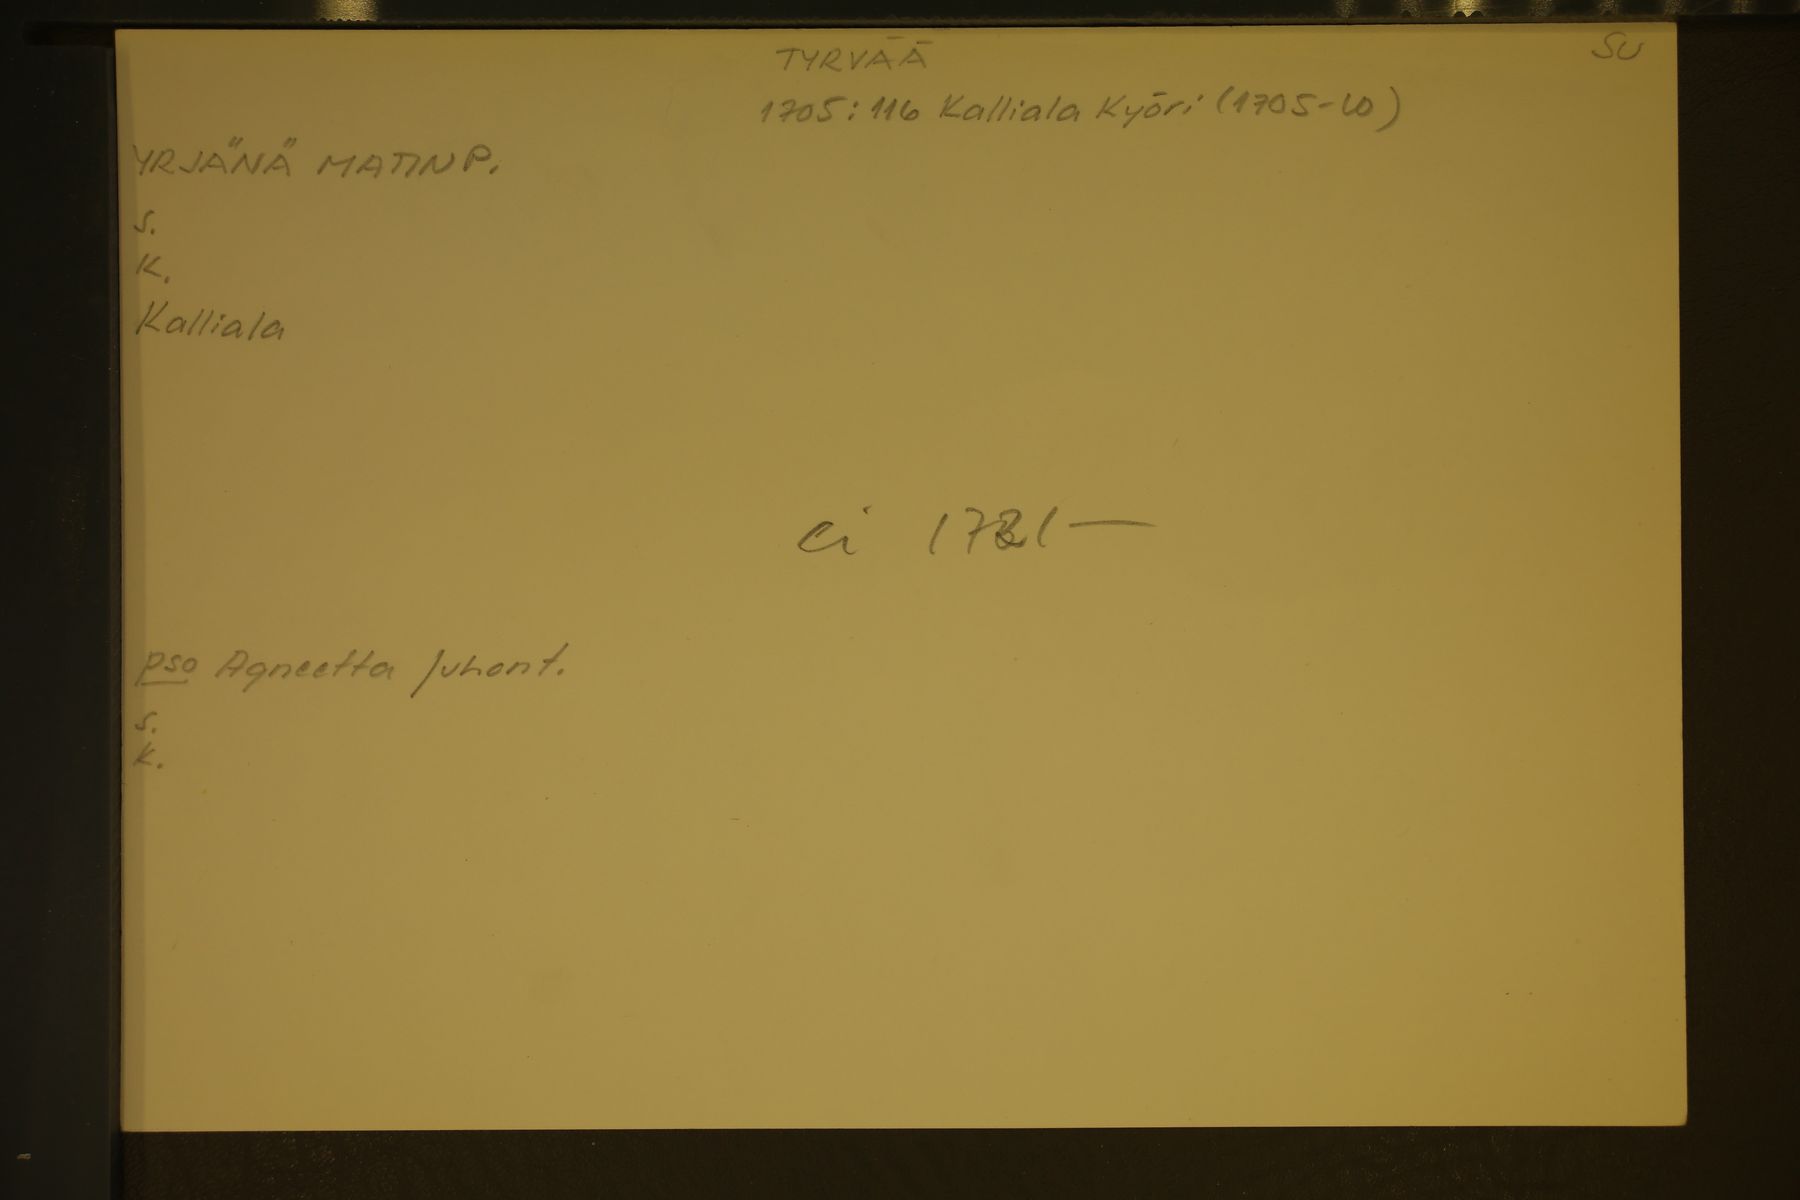 TYRVÄÄ
SU
1705:116 Kalliala Kyöri (1705-10)
YRJÄNÄ MATINP.
s.
k.
Kalliala
ei 1721—
pso Agneetta Juhont.
s.
k.